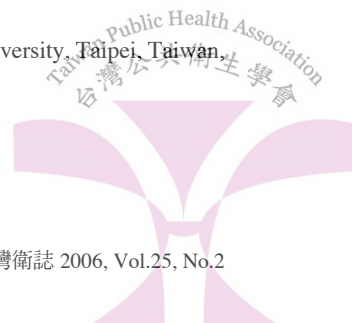 Taiwan Public Health Association
versity, Taipei, Taiwan,
台灣公共衛生學會
灣衛誌 2006, Vol.25, No.2